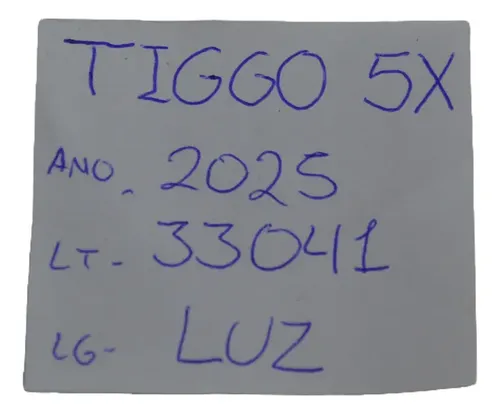 TIGGO 5X
ANO. 2025
LT- 33041
LG- LUZ